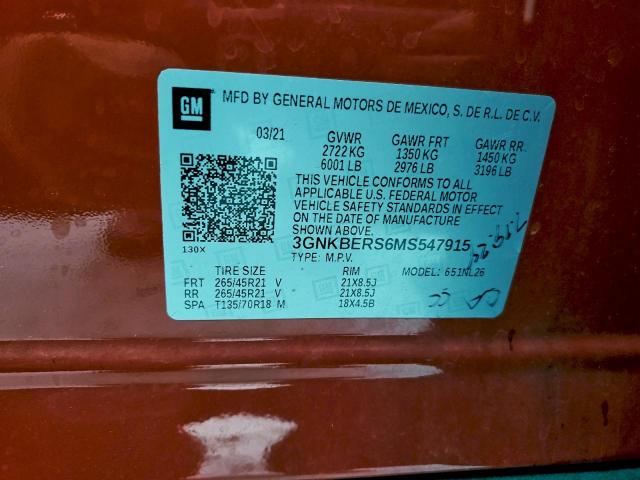 GM
MFD BY GENERAL MOTORS DE MEXICO, S. DE R.L. DE C.V.
03/21 GVWR GAWR FRT GAWR RR.
2722 KG 1350 KG 1450 KG
6001 LB 2976 LB 3196 LB
THIS VEHICLE CONFORMS TO ALL
APPLICABLE U.S. FEDERAL MOTOR
VEHICLE SAFETY STANDARDS IN EFFECT
ON THE DATE OF MANUFACTURE
SHOWN ABOVE.
130X
3GNKBERS6MS547915
TYPE: M.P.V.
TIRE SIZE RIM MODEL: 651NL26
FRT 265/45R21 V 21X8.5J
RR 265/45R21 V 21X8.5J
SPA T135/70R18 M 18X4.5B